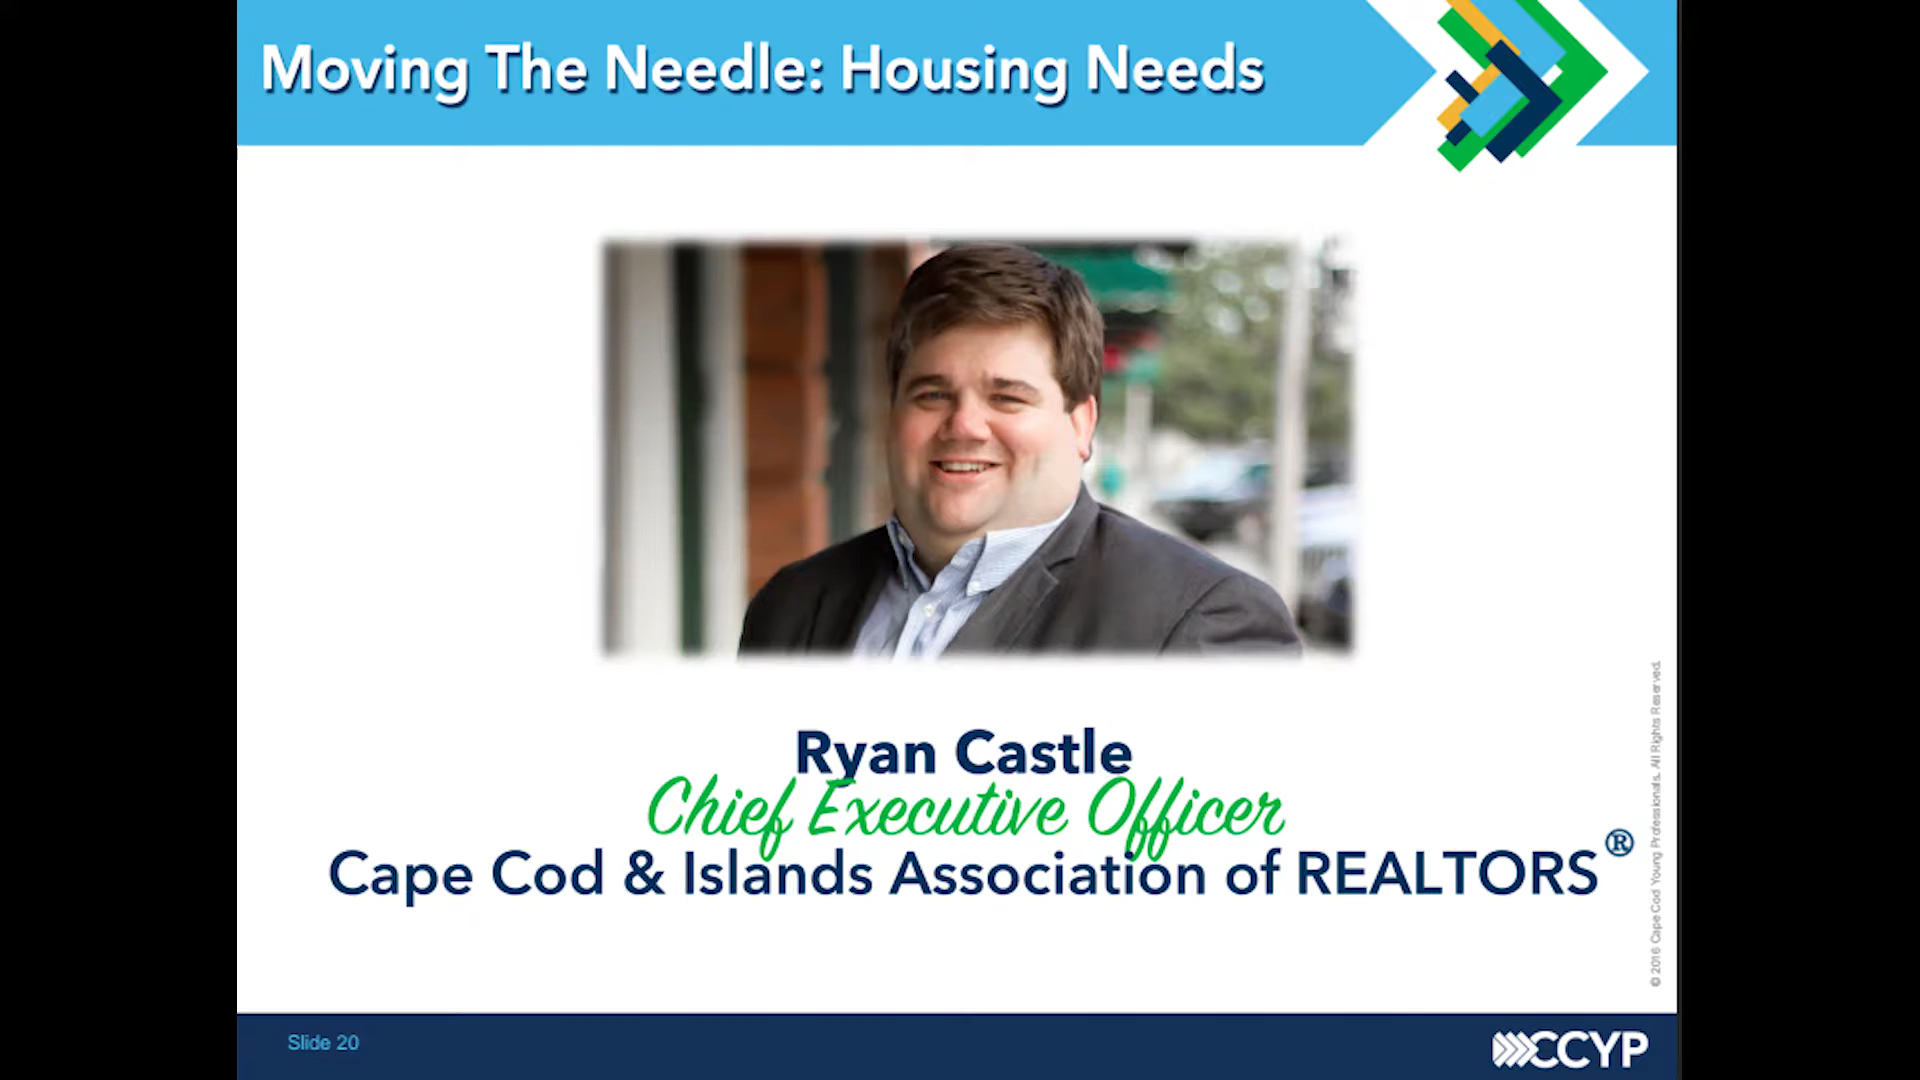 Moving The Needle: Housing Needs
Ryan Castle
Chief Executive Officer
Cape Cod & Islands Association of REALTORS®
© 2016 Cape Cod Young Professionals. All Rights Reserved.
Slide 20
CCYP